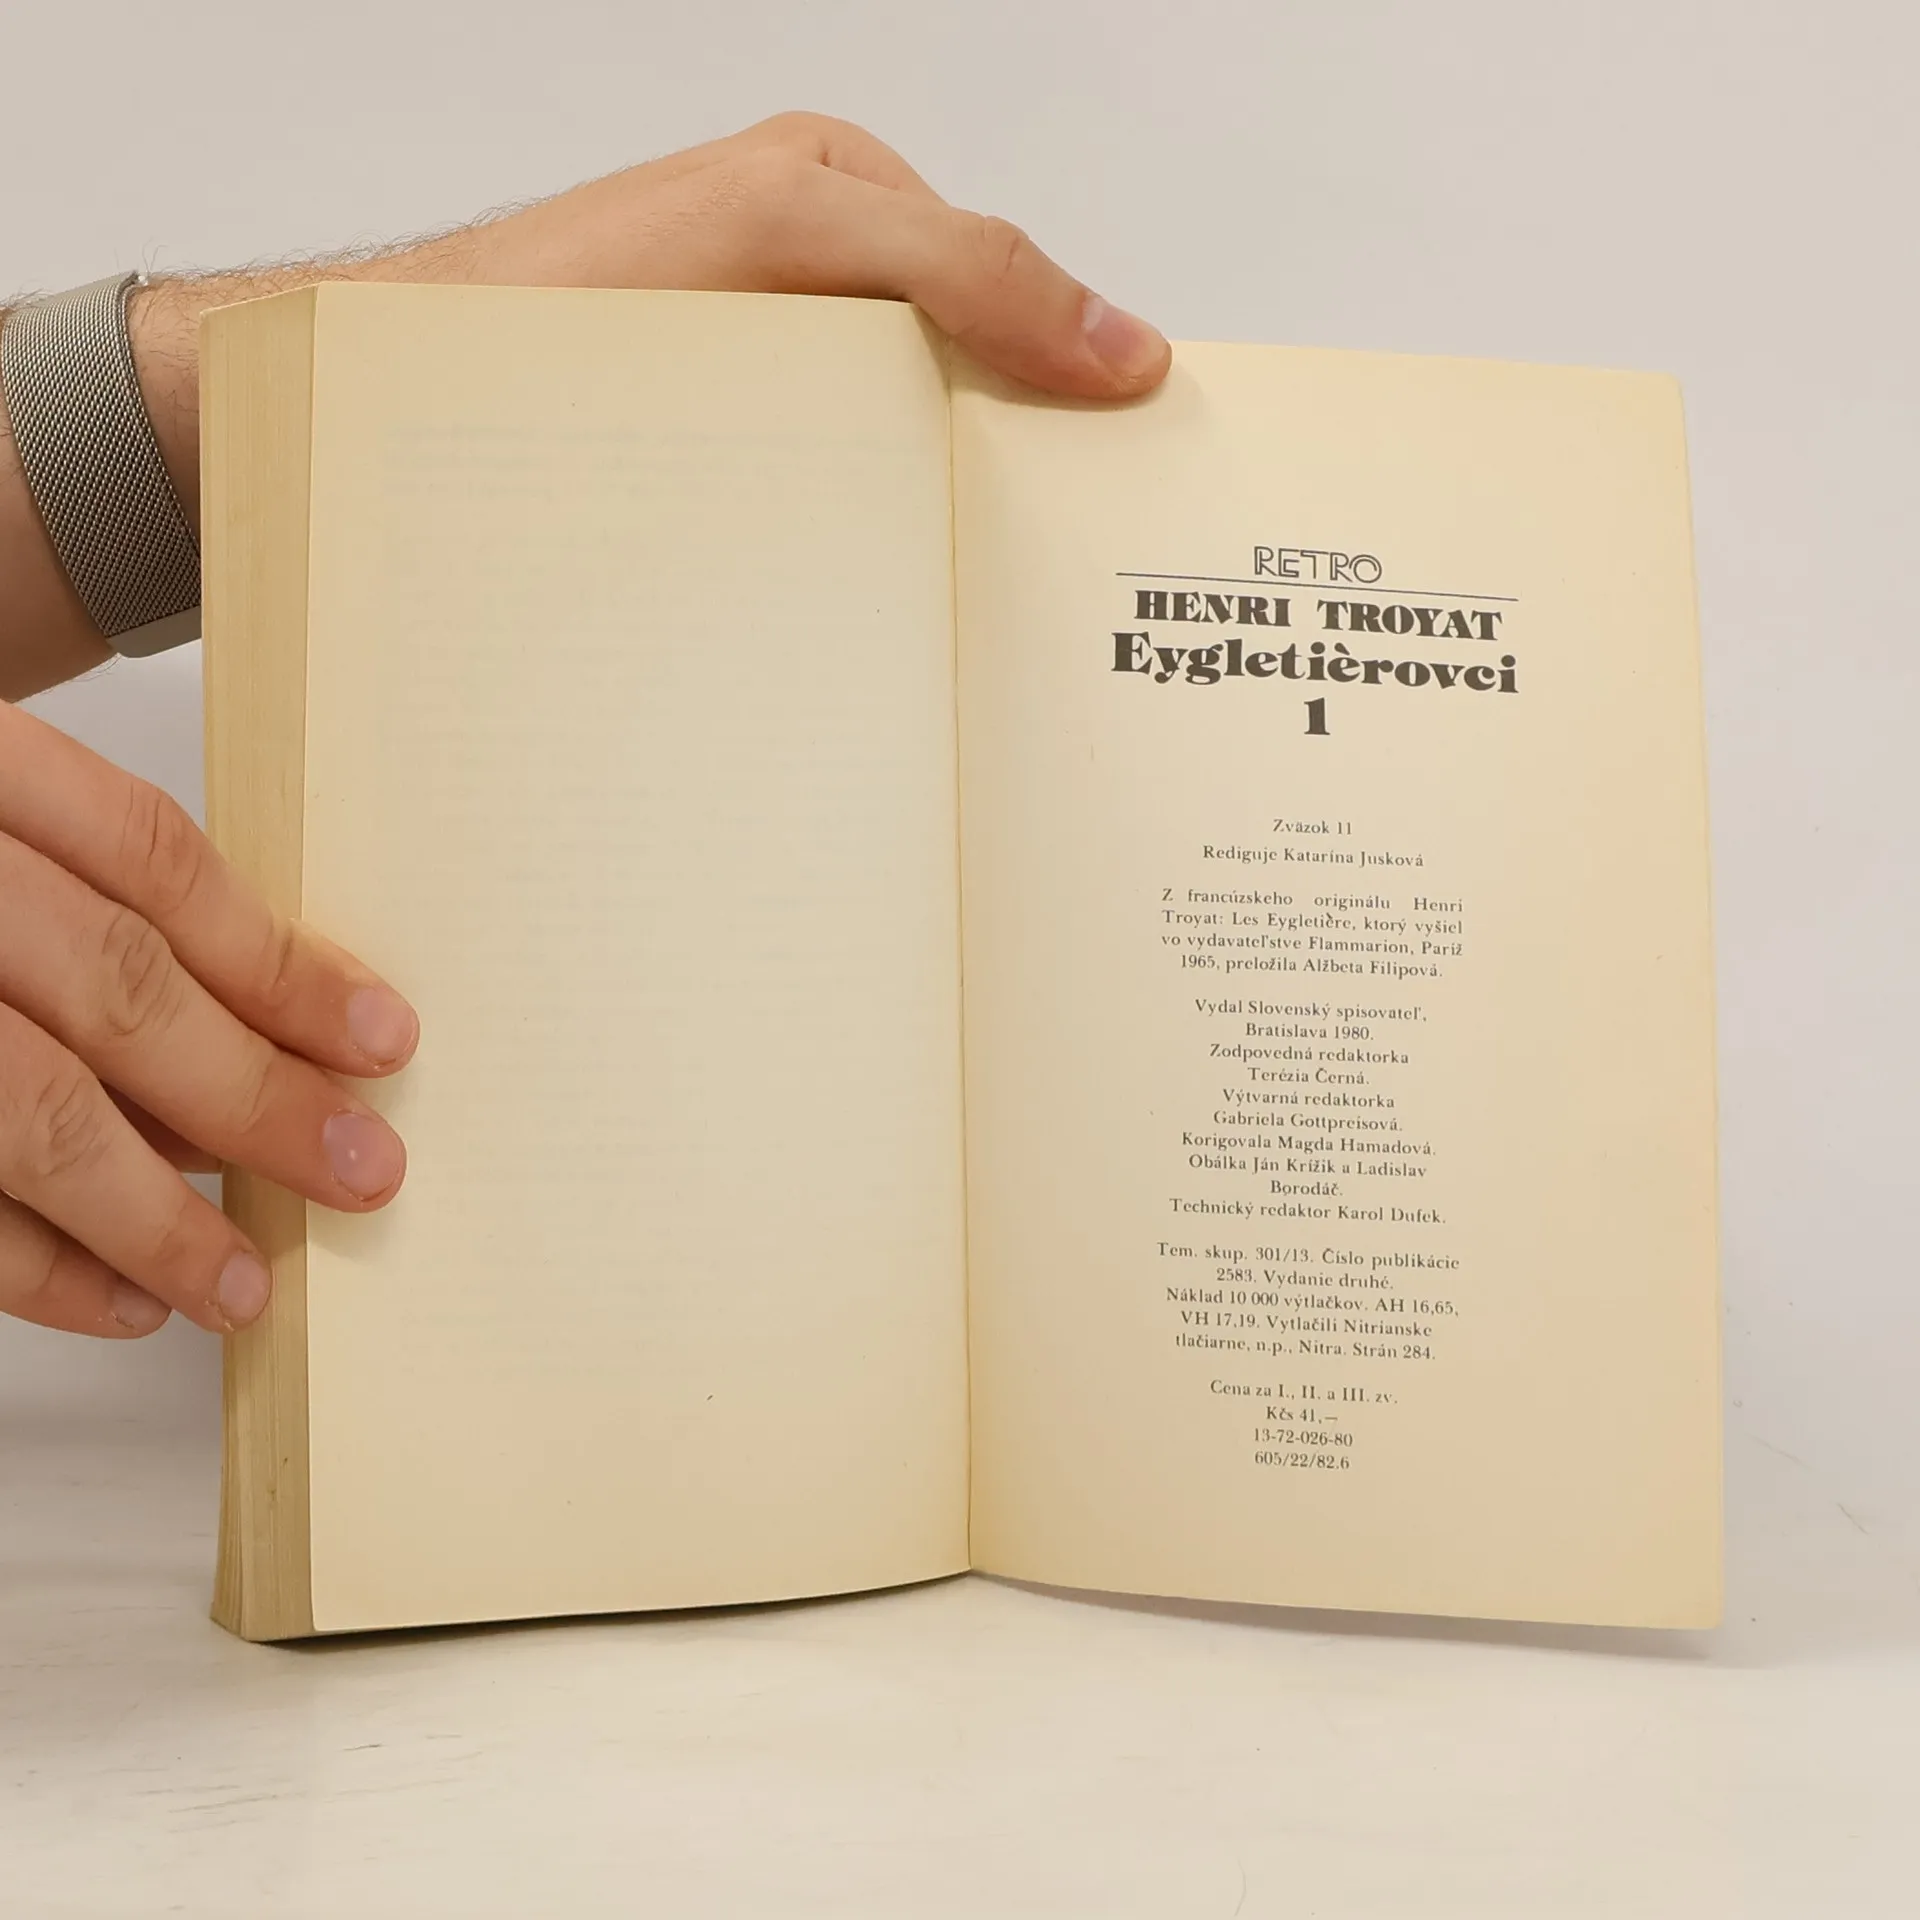 RETRO
HENRI TROYAT
Eygletièrovci
1
Zväzok 11
Rediguje Katarína Jusková
Z francúzskeho originálu Henri
Troyat: Les Eygletière, ktorý vyšiel
vo vydavateľstve Flammarion, Paríž
1965, preložila Alžbeta Filipová.
Vydal Slovenský spisovateľ,
Bratislava 1980.
Zodpovedná redaktorka
Terézia Černá.
Výtvarná redaktorka
Gabriela Gottpreisová.
Korigovala Magda Hamadová.
Obálka Ján Krížik a Ladislav
Borodáč.
Technický redaktor Karol Dufek.
Tem. skup. 301/13. Číslo publikácie
2583. Vydanie druhé.
Náklad 10 000 výtlačkov. AH 16,65,
VH 17,19. Vytlačili Nitrianske
tlačiarne, n.p., Nitra. Strán 284.
Cena za I., II. a III. zv.
Kčs 41,—
13-72-026-80
605/22/82.6